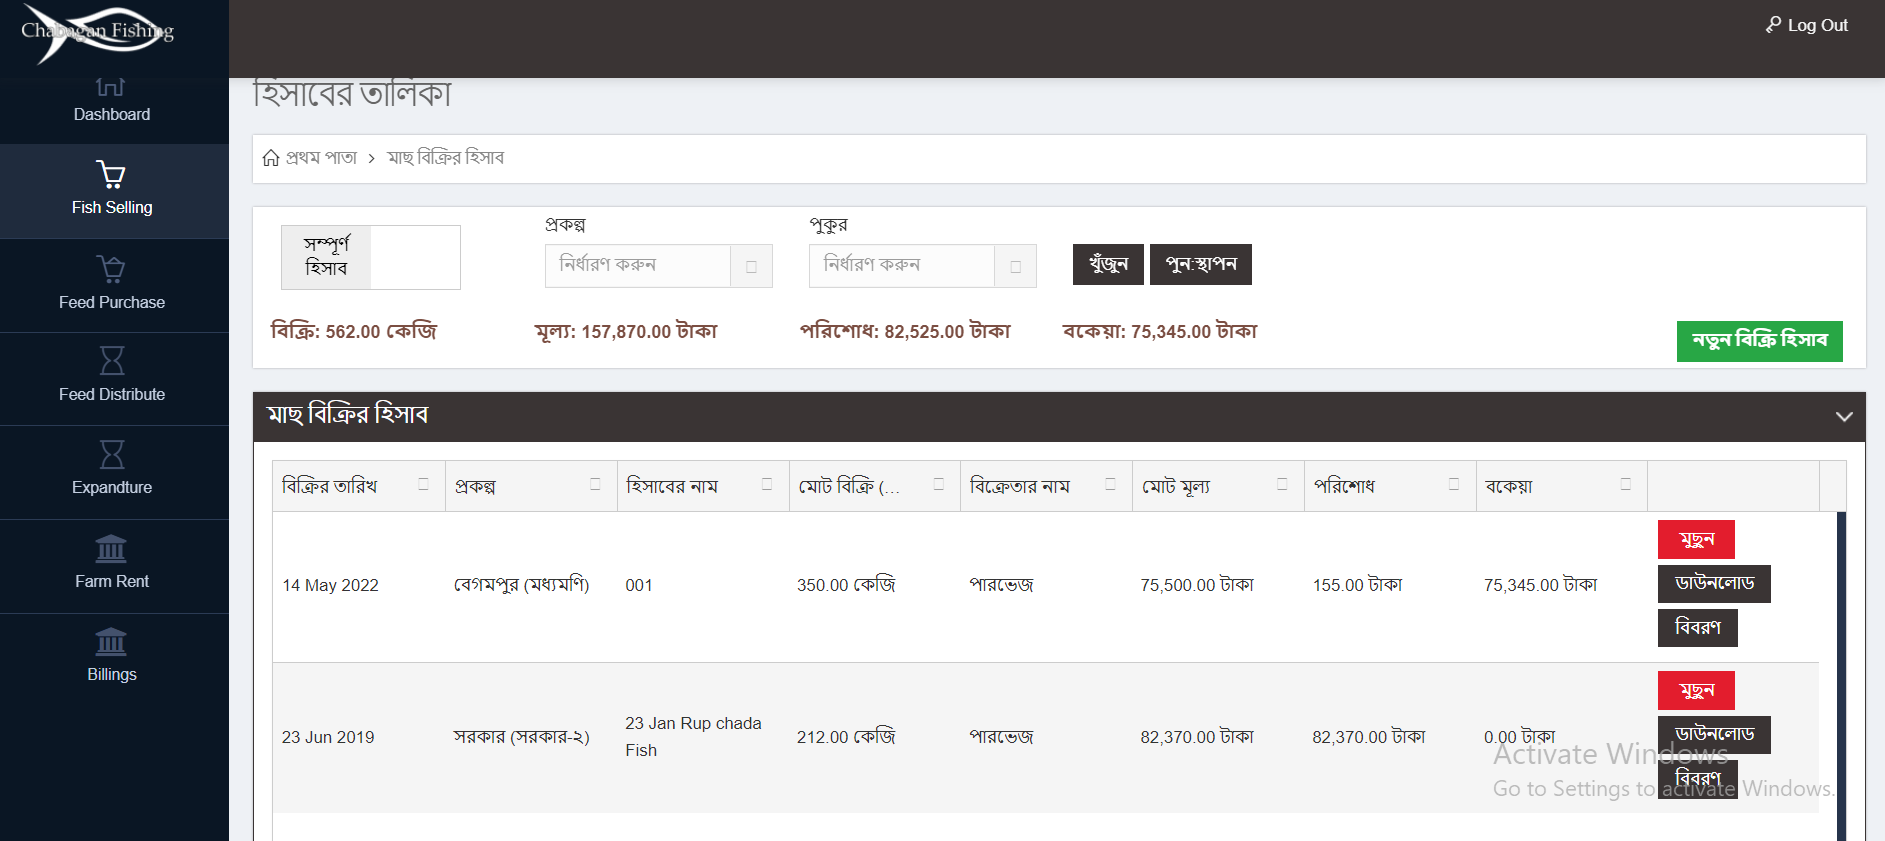 Chabagan Fishing
Log Out
Dashboard
Fish Selling
Feed Purchase
Feed Distribute
Expandture
Farm Rent
Billings
হিসাবের তালিকা
প্রথম পাতা > মাছ বিক্রির হিসাব
সম্পূর্ণ
হিসাব
প্রকল্প
নির্ধারণ করুন
পুকুর
নির্ধারণ করুন
খুঁজুন
পুন:স্থাপন
বিক্রি: 562.00 কেজি
মূল্য: 157,870.00 টাকা
পরিশোধ: 82,525.00 টাকা
বকেয়া: 75,345.00 টাকা
নতুন বিক্রি হিসাব
মাছ বিক্রির হিসাব
বিক্রির তারিখ প্রকল্প হিসাবের নাম মোট বিক্রি (... বিক্রেতার নাম মোট মূল্য পরিশোধ বকেয়া
14 May 2022 বেগমপুর (মধ্যমণি) 001 350.00 কেজি পারভেজ 75,500.00 টাকা 155.00 টাকা 75,345.00 টাকা
মুছুন
ডাউনলোড
বিবরণ
23 Jun 2019 সরকার (সরকার-২) 23 Jan Rup chada
Fish
212.00 কেজি পারভেজ 82,370.00 টাকা 82,370.00 টাকা 0.00 টাকা
মুছুন
ডাউনলোড
বিবরণ
Activate Windows
Go to Settings to activate Windows.